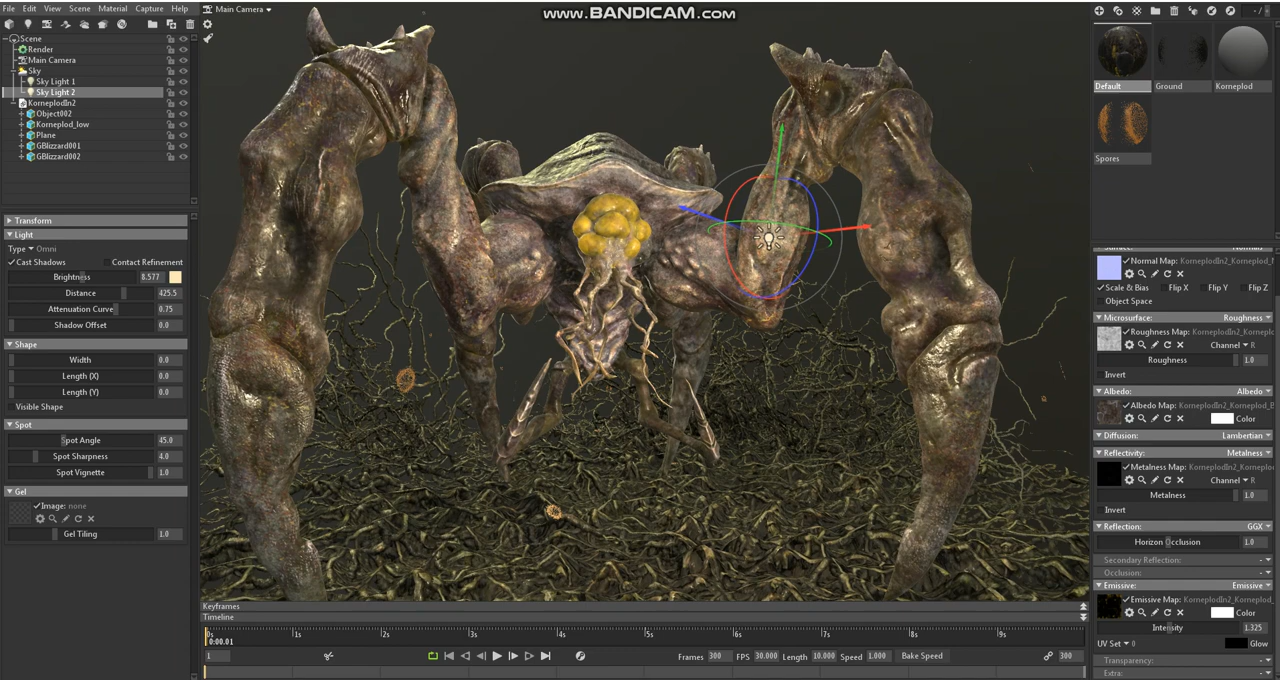 File Edit View Scene Material Capture Help
Main Camera
www.BANDICAM.com
Scene
Render
Main Camera
Sky
Sky Light 1
Sky Light 2
KorneplodIn2
Object002
Korneplod_low
Plane
GBlizzard001
GBlizzard002
Transform
Light
Type Omni
Cast Shadows Contact Refinement
Brightness 8.577
Distance 425.5
Attenuation Curve 0.75
Shadow Offset 0.0
Shape
Width 0.0
Length (X) 0.0
Length (Y) 0.0
Visible Shape
Spot
Spot Angle 45.0
Spot Sharpness 4.0
Spot Vignette 1.0
Gel
Image: none
Gel Tiling 1.0
Default Ground Korneplod
Spores
Normal Map: KorneplodIn2_Korneplod_
Scale & Bias Flip X Flip Y Flip Z
Object Space
Microsurface: Roughness
Roughness Map: KorneplodIn2_Kornepl
Channel R
Roughness 1.0
Invert
Albedo: Albedo
Albedo Map: KorneplodIn2_Korneplod_
Color
Diffusion: Lambertian
Reflectivity: Metalness
Metalness Map: KorneplodIn2_Kornepl
Channel R
Metalness 1.0
Invert
Reflection: GGX
Horizon Occlusion 1.0
Secondary Reflection: -
Occlusion: -
Emissive: Emissive
Emissive Map: KorneplodIn2_Korneplod_
Color
Intensity 1.325
UV Set 0 Glow
Transparency: -
Extra: -
Keyframes
Timeline
0s 1s 2s 3s 4s 5s 6s 7s 8s 9s
0:00.01
1 Frames 300 FPS 30.000 Length 10.000 Speed 1.000 Bake Speed 300